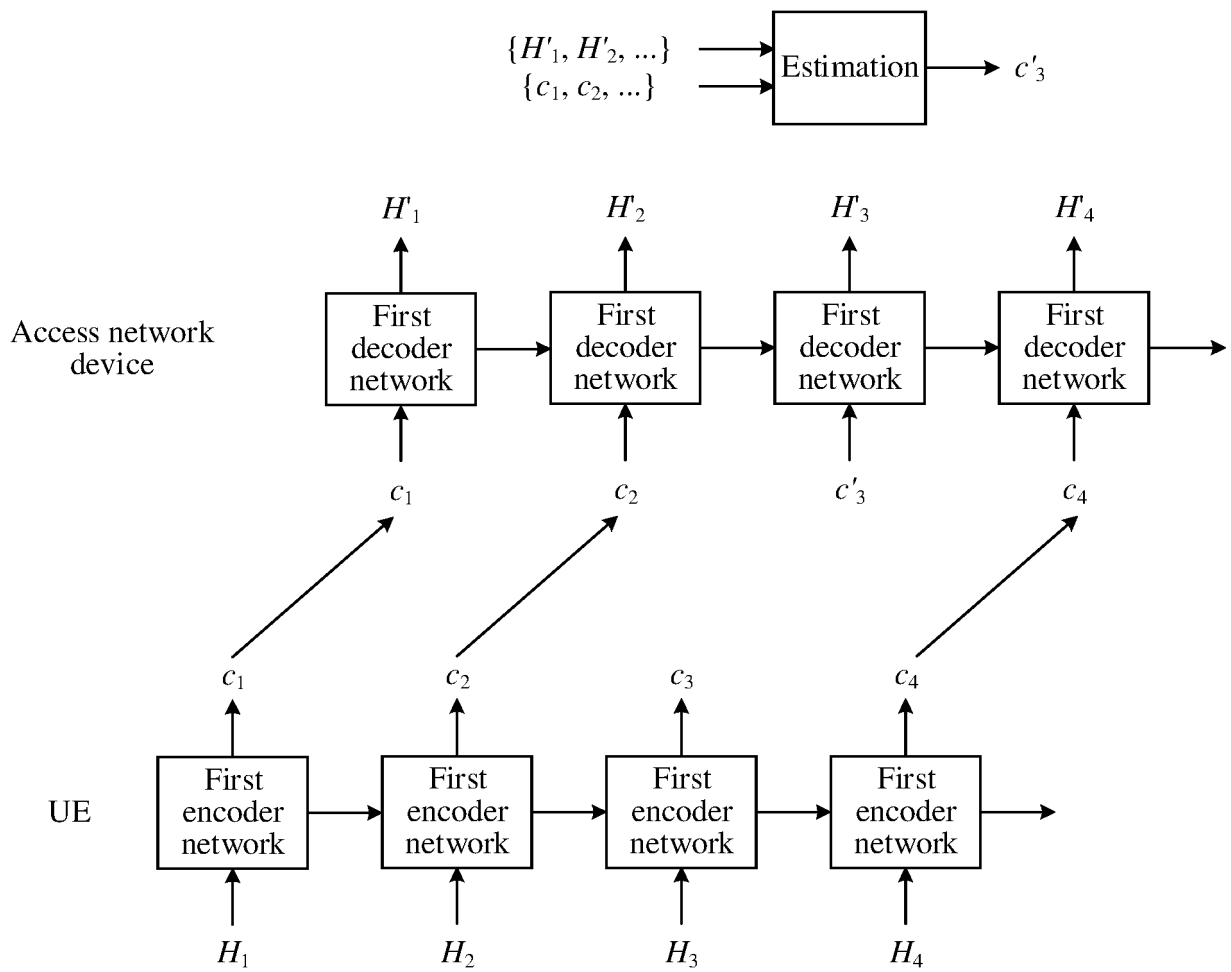 {H'₁, H'₂, ...}
{c₁, c₂, ...}
Estimation
c'₃
H'₁
H'₂
H'₃
H'₄
Access network
device
First
decoder
network
First
decoder
network
First
decoder
network
First
decoder
network
c₁
c₂
c'₃
c₄
c₁
c₂
c₃
c₄
UE
First
encoder
network
First
encoder
network
First
encoder
network
First
encoder
network
H₁
H₂
H₃
H₄